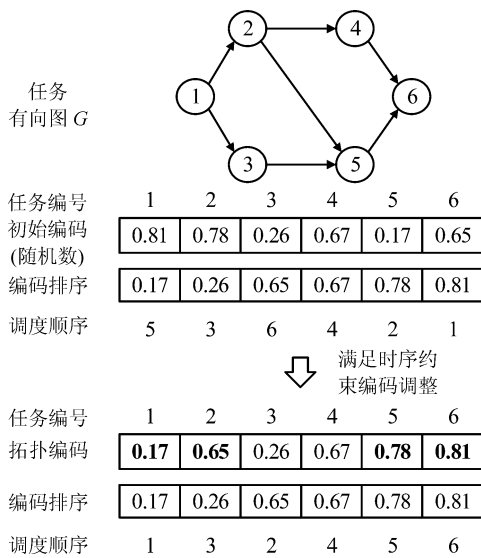 2 4
任务
有向图 G
1 6
3 5
任务编号 1 2 3 4 5 6
初始编码
(随机数) 0.81 0.78 0.26 0.67 0.17 0.65
编码排序 0.17 0.26 0.65 0.67 0.78 0.81
调度顺序 5 3 6 4 2 1
满足时序约
束编码调整
任务编号 1 2 3 4 5 6
拓扑编码 0.17 0.65 0.26 0.67 0.78 0.81
编码排序 0.17 0.26 0.65 0.67 0.78 0.81
调度顺序 1 3 2 4 5 6